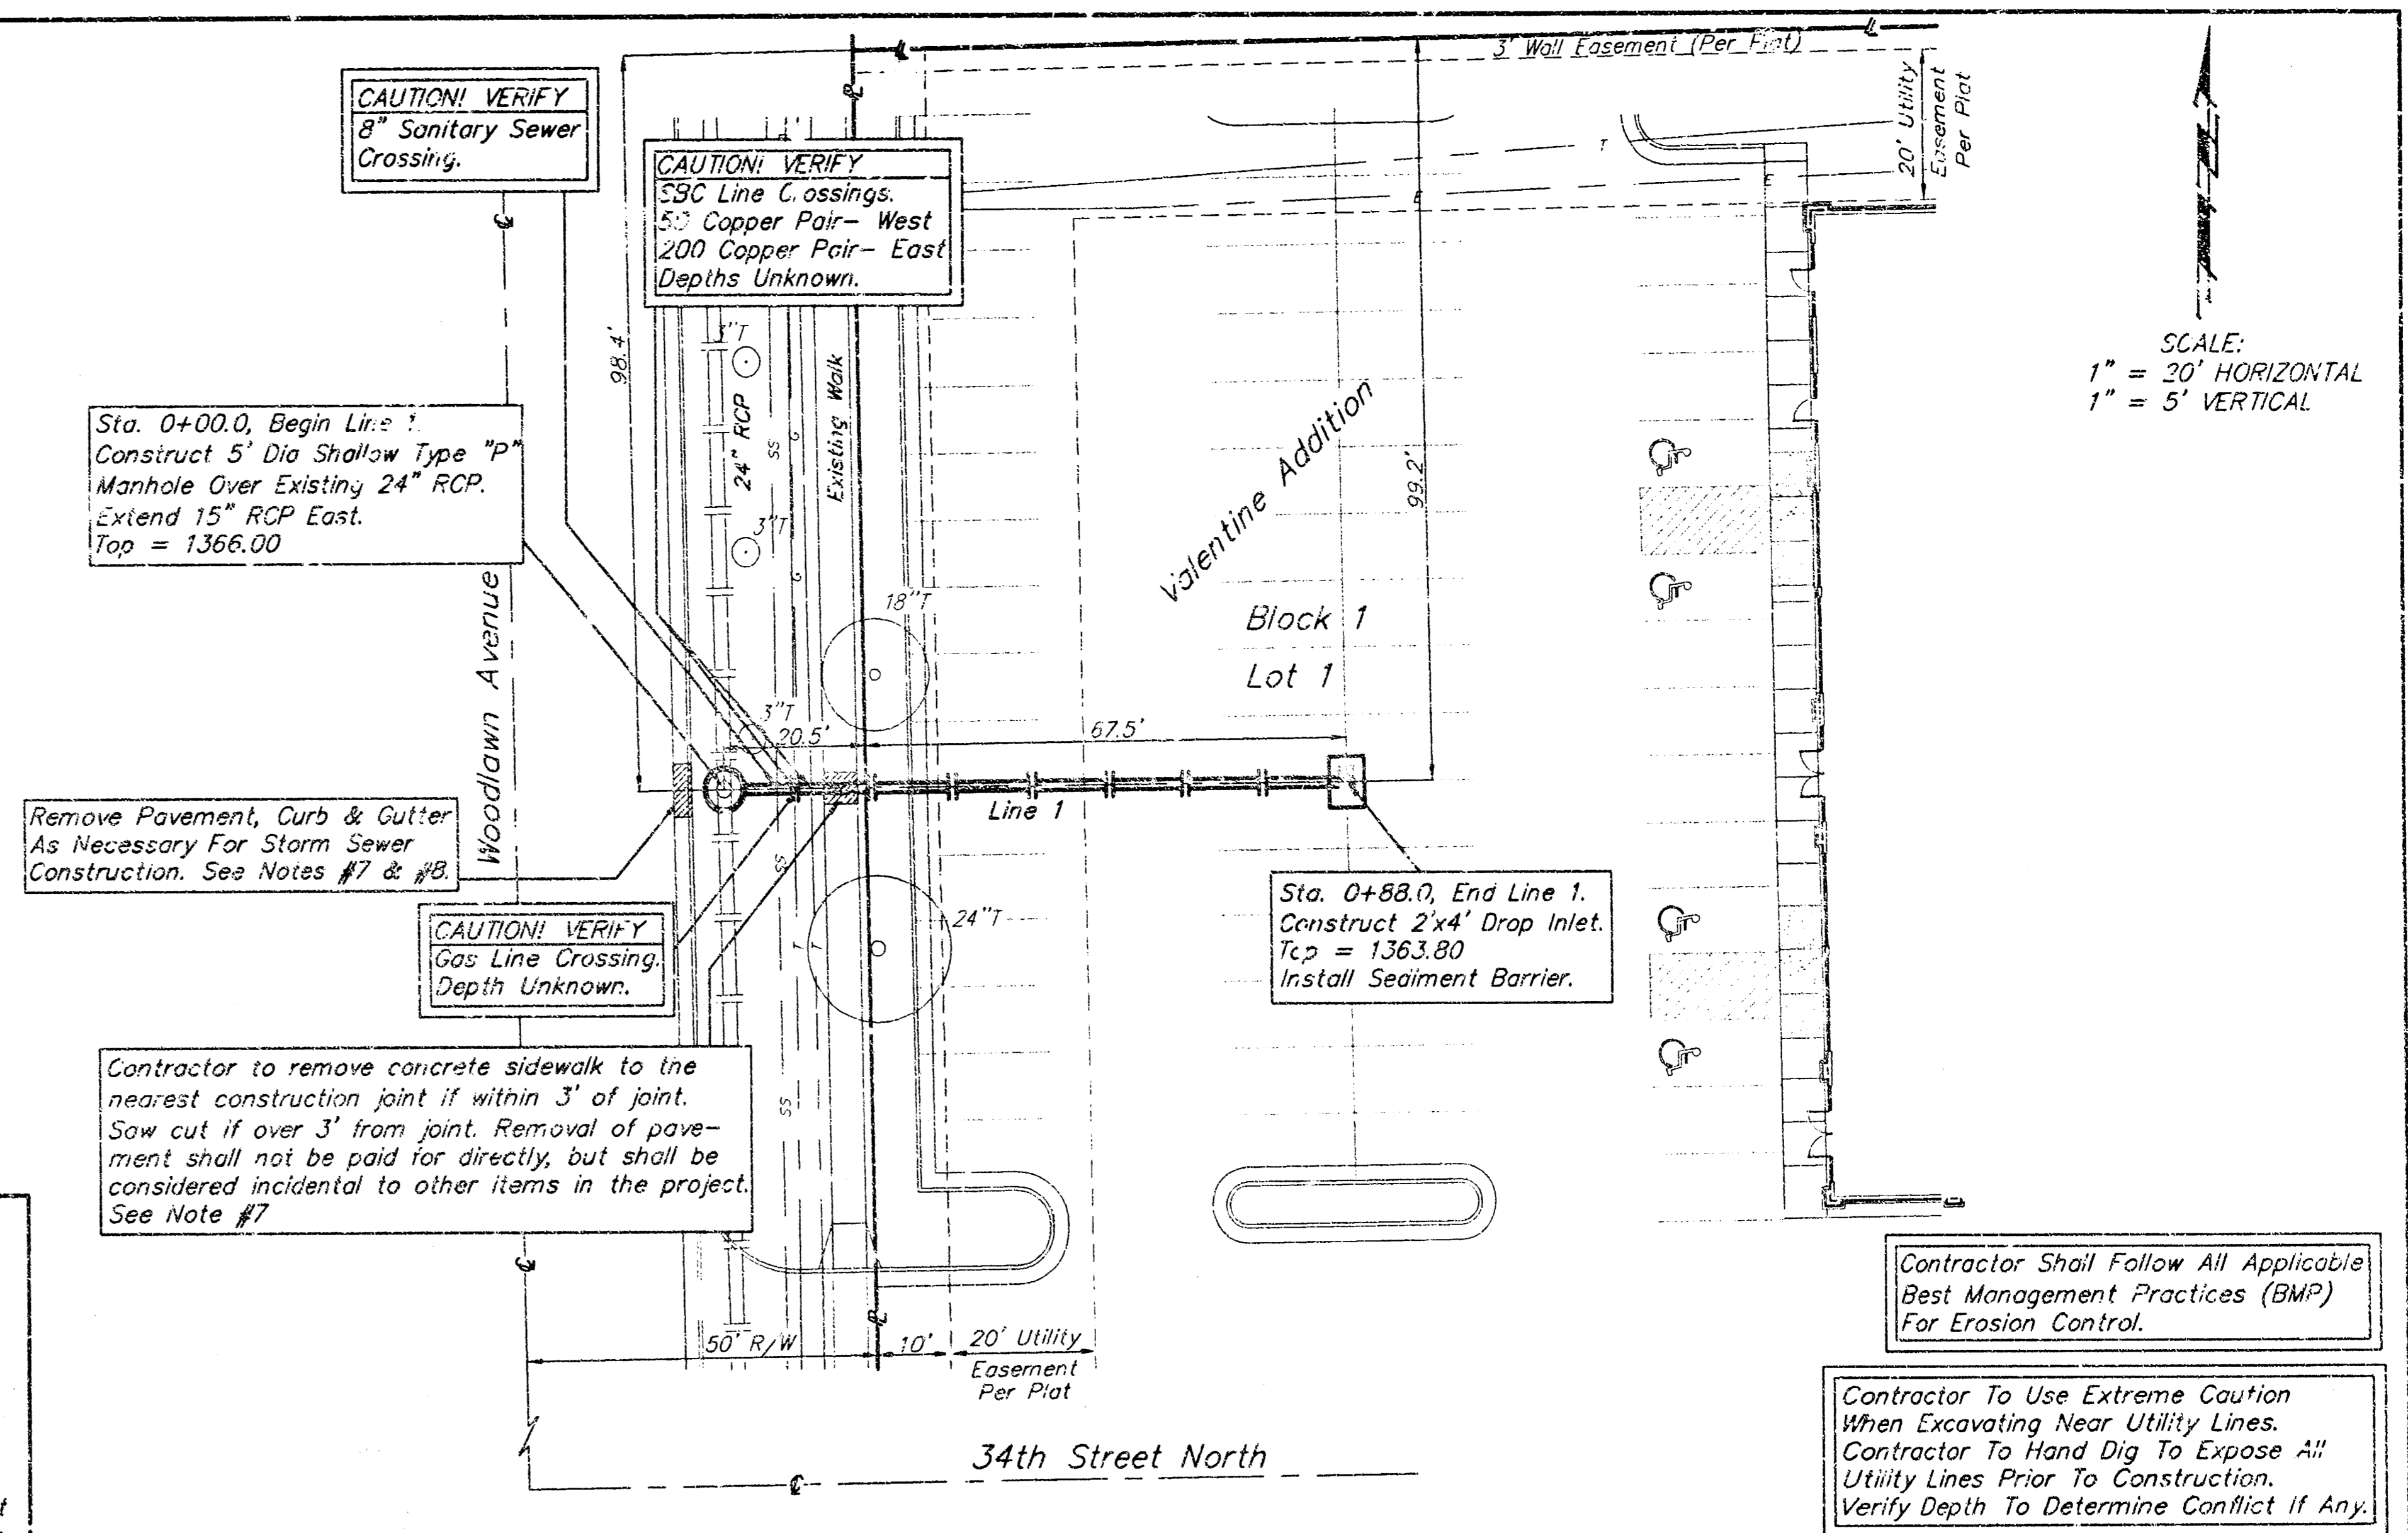 3' Wall Easement (Per Plat)
20' Utility
Easement
Per Plat
CAUTION! VERIFY
8" Sanitary Sewer
Crossing.
CAUTION! VERIFY
SBC Line Crossings.
50 Copper Pair- West
200 Copper Pair- East
Depths Unknown.
SCALE:
1" = 20' HORIZONTAL
1" = 5' VERTICAL
98.4'
3"T
24" RCP
SS
G
Existing Walk
T
E
E
Sta. 0+00.0, Begin Line 1.
Construct 5' Dia Shallow Type "P"
Manhole Over Existing 24" RCP.
Extend 15" RCP East.
Top = 1366.00
3"T
G
18"T
Valentine Addition
99.2'
Block 1
Lot 1
Woodlawn Avenue
3"T
20.5'
67.5'
Line 1
Remove Pavement, Curb & Gutter
As Necessary For Storm Sewer
Construction. See Notes #7 & #8.
SS
CAUTION! VERIFY
Gas Line Crossing.
Depth Unknown.
T
T
24"T
Sta. 0+88.0, End Line 1.
Construct 2'x4' Drop Inlet.
Top = 1363.80
Install Sediment Barrier.
Contractor to remove concrete sidewalk to the
nearest construction joint if within 3' of joint.
Saw cut if over 3' from joint. Removal of pave-
ment shall not be paid for directly, but shall be
considered incidental to other items in the project.
See Note #7
SS
50' R/W
10'
20' Utility
Easement
Per Plat
34th Street North
Contractor Shall Follow All Applicable
Best Management Practices (BMP)
For Erosion Control.
Contractor To Use Extreme Caution
When Excavating Near Utility Lines.
Contractor To Hand Dig To Expose All
Utility Lines Prior To Construction.
Verify Depth To Determine Conflict If Any.